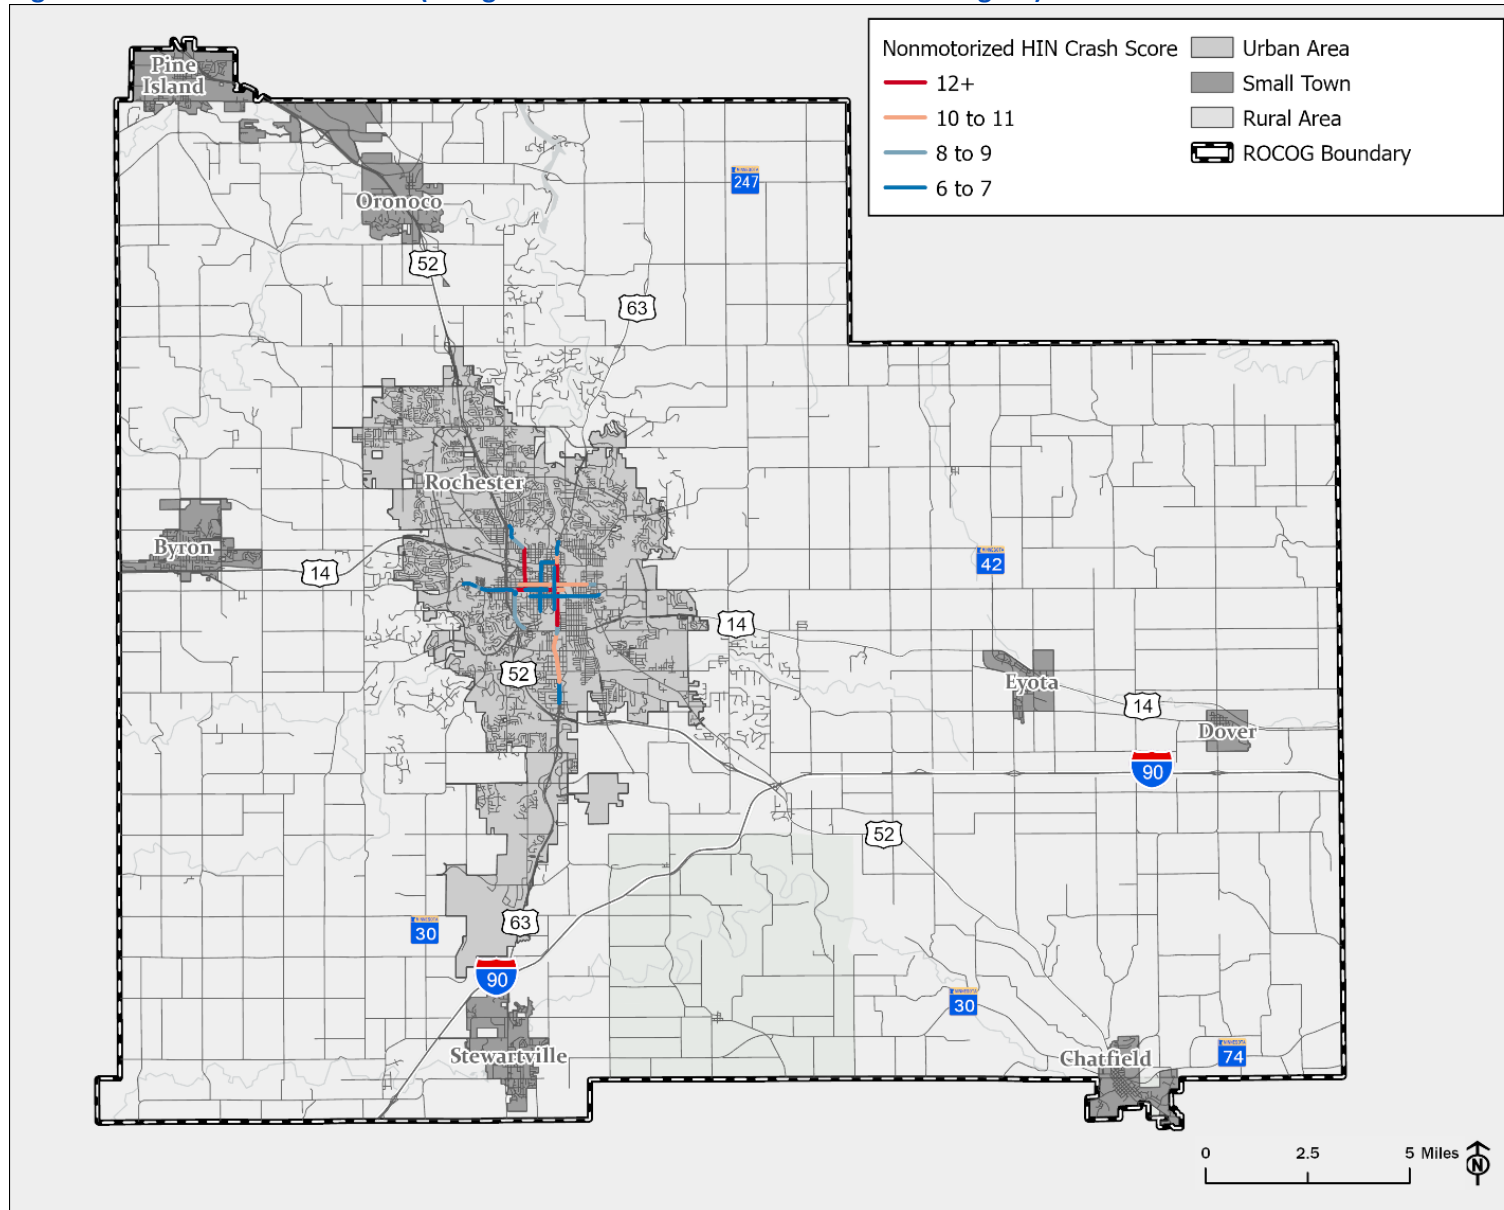 Nonmotorized HIN Crash Score
12+
10 to 11
8 to 9
6 to 7
Urban Area
Small Town
Rural Area
ROCOG Boundary
Pine
Island
Oronoco
247
52
63
Rochester
Byron
14
42
14
52
Eyota
14
Dover
90
52
30
63
90
30
Stewartville
Chatfield
74
0 2.5 5 Miles
N